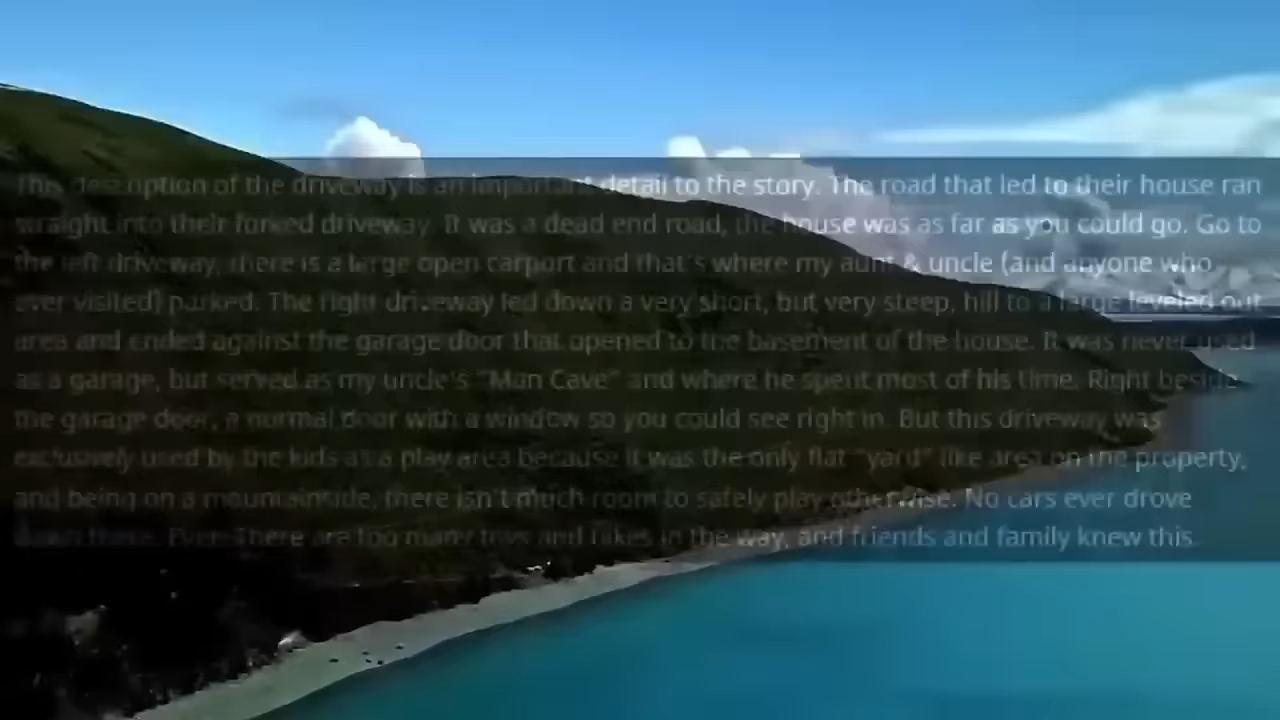 This description of the driveway is an important detail to the story. The road that led to their house ran
straight into their forked driveway. It was a dead end road, the house was as far as you could go. Go to
the left driveway, there is a large open carport and that's where my aunt & uncle (and anyone who
ever visited) parked. The right driveway led down a very short, but very steep, hill to a large leveled out
area and ended against the garage door that opened to the basement of the house. It was never used
as a garage, but served as my uncle's "Man Cave" and where he spent most of his time. Right beside
the garage door, a normal door with a window so you could see right in. But this driveway was
exclusively used by the kids as a play area because it was the only flat "yard" like area on the property,
and being on a mountainside, there isn't much room to safely play otherwise. No cars ever drove
down there. Ever. There are too many toys and bikes in the way, and friends and family knew this.